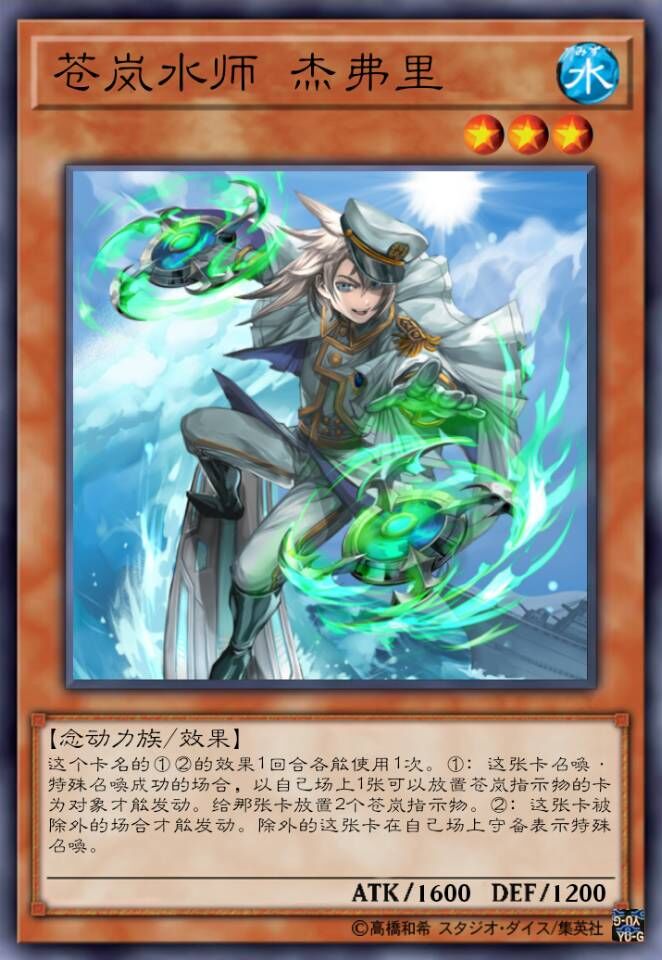 苍岚水师 杰弗里
みず
水
【念动力族/效果】
这个卡名的①②的效果1回合各能使用1次。①：这张卡召唤·
特殊召唤成功的场合，以自己场上1张可以放置苍岚指示物的卡
为对象才能发动。给那张卡放置2个苍岚指示物。②：这张卡被
除外的场合才能发动。除外的这张卡在自己场上守备表示特殊
召唤。
ATK/1600 DEF/1200
©高橋和希 スタジオ·ダイス/集英社